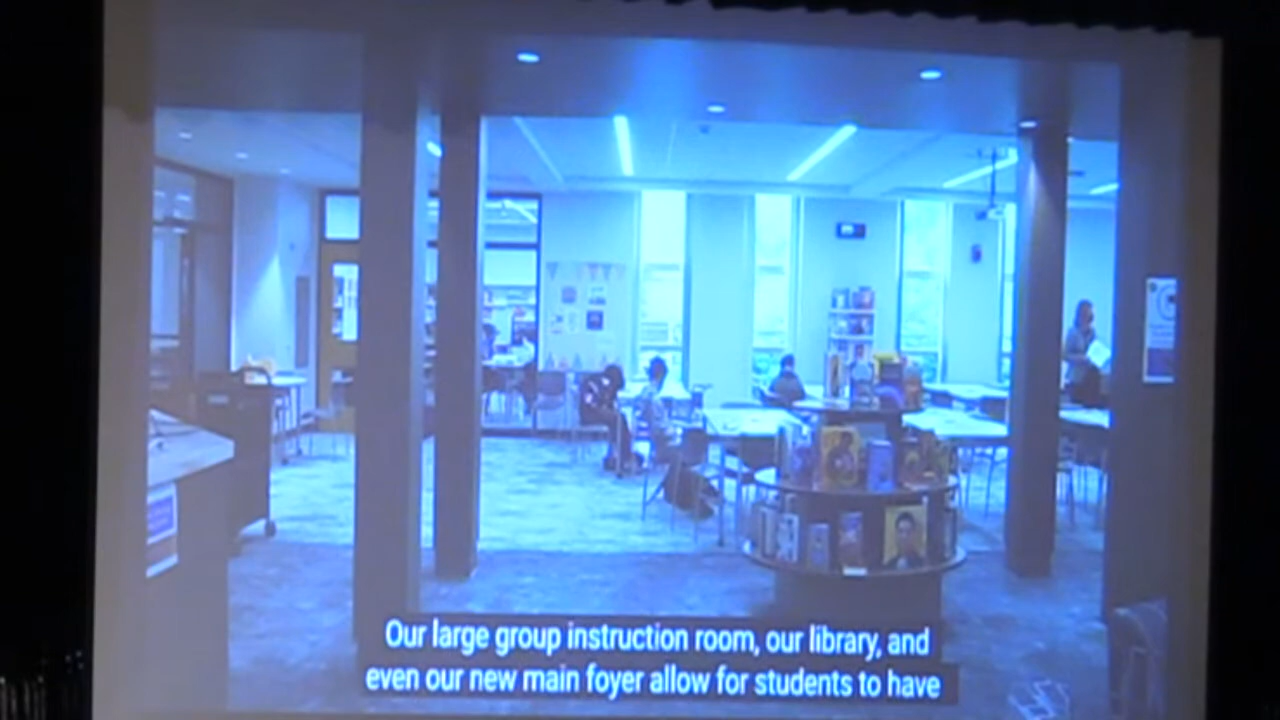 Our large group instruction room, our library, and
even our new main foyer allow for students to have